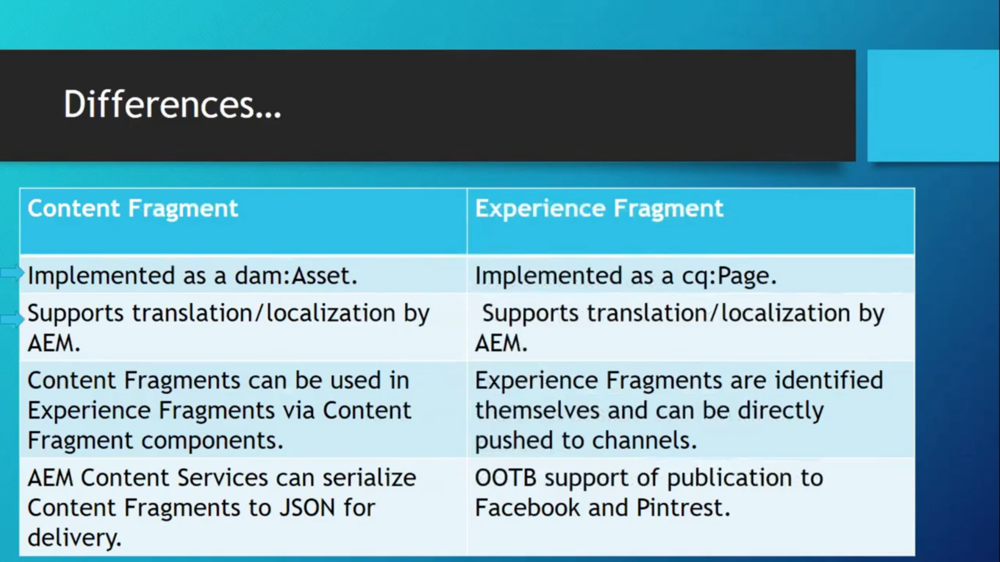 Differences...
Content Fragment
Experience Fragment
Implemented as a dam:Asset.
Implemented as a cq:Page.
Supports translation/localization by
AEM.
Supports translation/localization by
AEM.
Content Fragments can be used in
Experience Fragments via Content
Fragment components.
Experience Fragments are identified
themselves and can be directly
pushed to channels.
AEM Content Services can serialize
Content Fragments to JSON for
delivery.
OOTB support of publication to
Facebook and Pintrest.